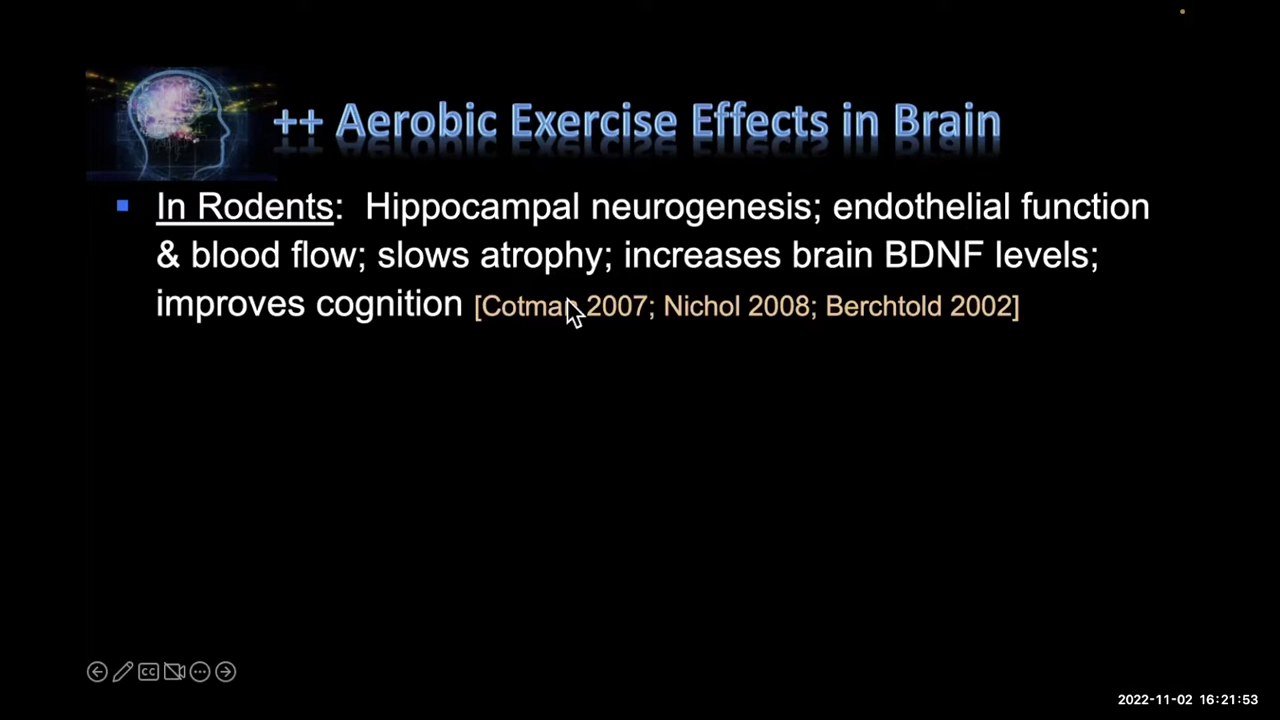 ++ Aerobic Exercise Effects in Brain
▪ In Rodents: Hippocampal neurogenesis; endothelial function
& blood flow; slows atrophy; increases brain BDNF levels;
improves cognition [Cotman 2007; Nichol 2008; Berchtold 2002]
CC
2022-11-02 16:21:53